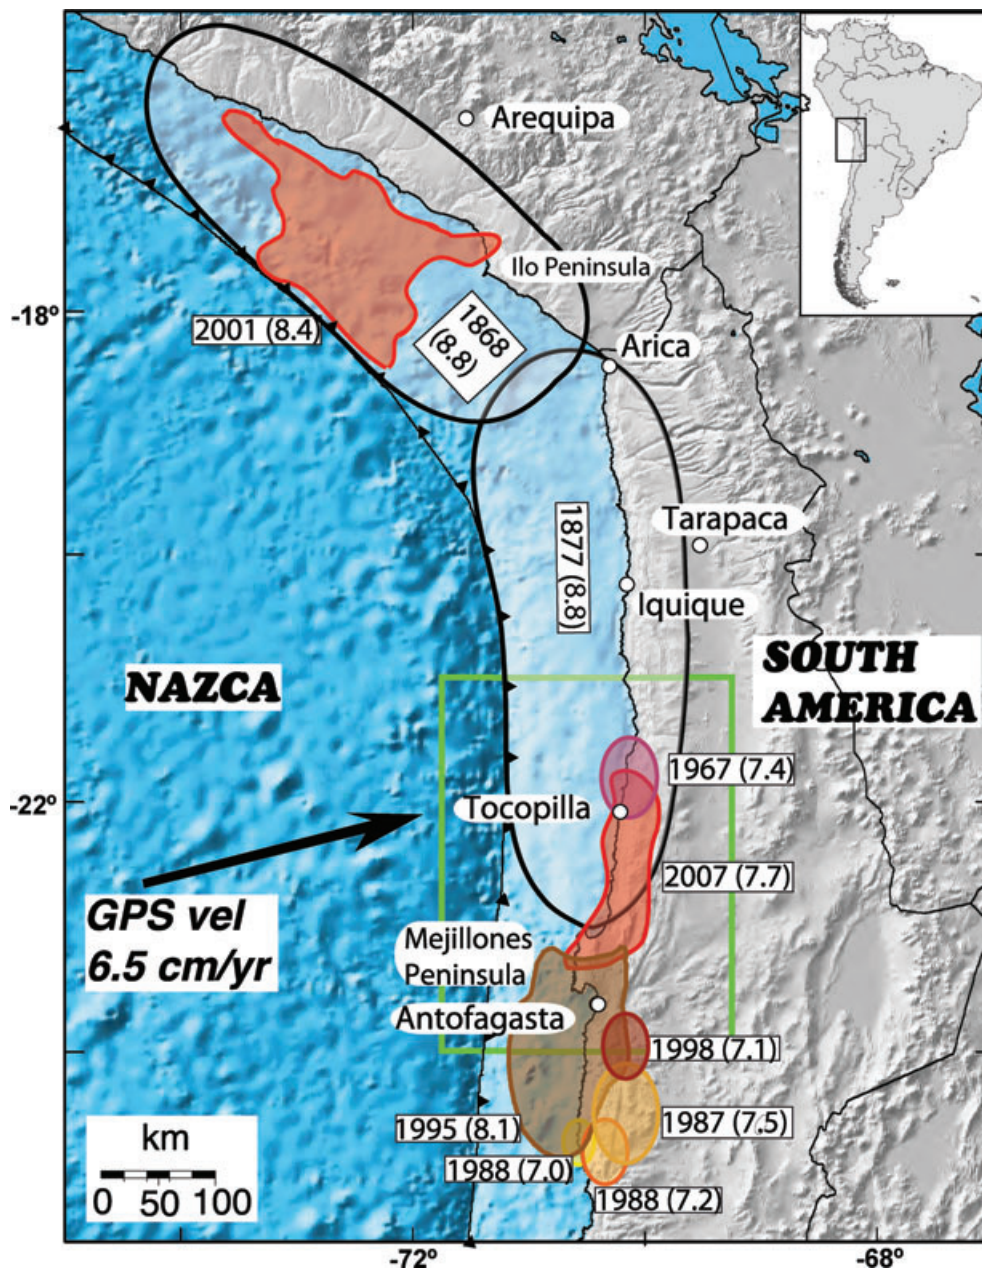 Arequipa
Ilo Peninsula
-18º
2001 (8.4)
1868
(8.8)
Arica
Tarapaca
1877 (8.8)
Iquique
NAZCA
SOUTH
AMERICA
1967 (7.4)
-22º
Tocopilla
2007 (7.7)
GPS vel
6.5 cm/yr
Mejillones
Peninsula
Antofagasta
1998 (7.1)
1995 (8.1)
1987 (7.5)
1988 (7.0)
1988 (7.2)
km
0 50 100
-72º
-68º